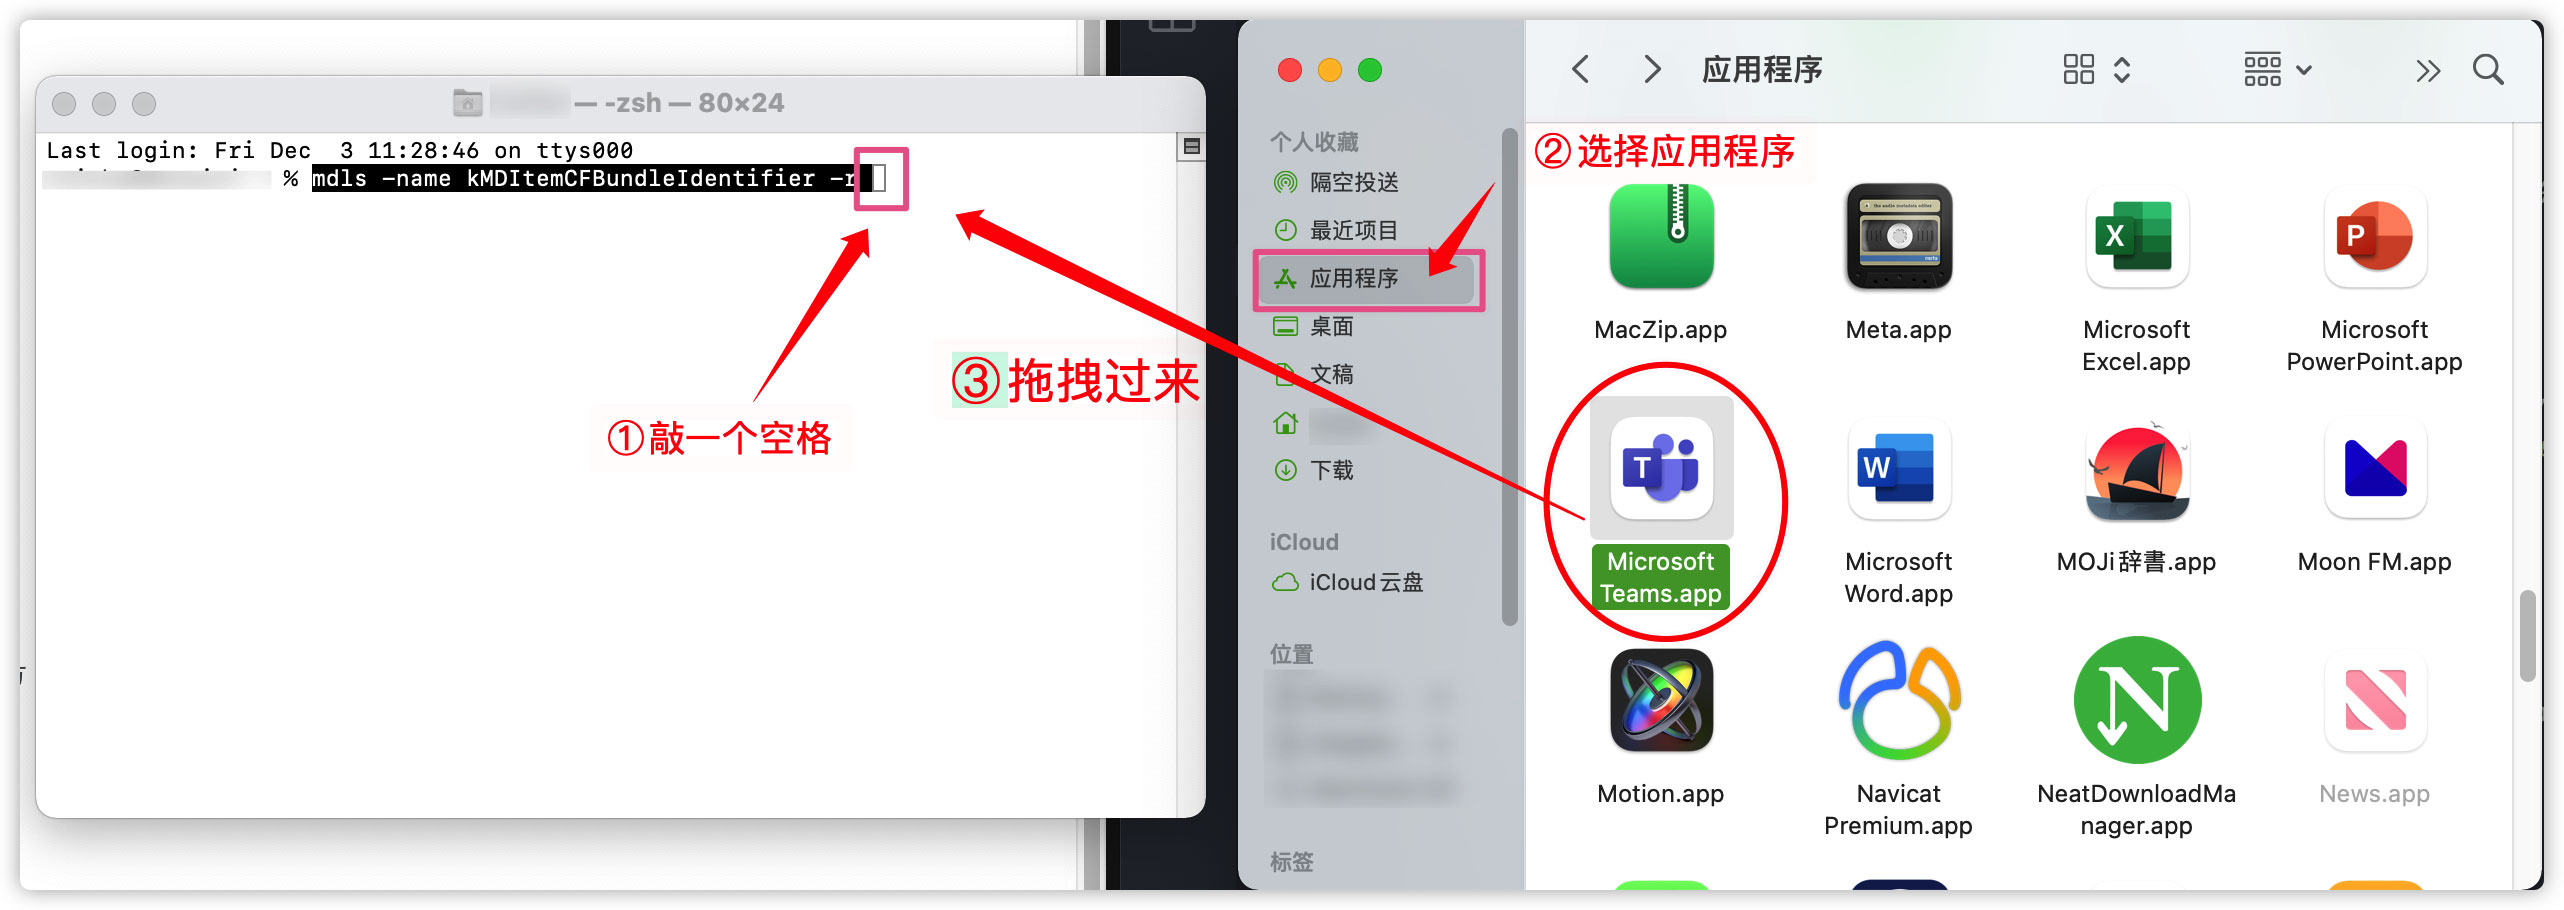 — -zsh — 80×24
Last login: Fri Dec  3 11:28:46 on ttys000
% mdls -name kMDItemCFBundleIdentifier -r
①敲一个空格
③拖拽过来
个人收藏
隔空投送
最近项目
应用程序
桌面
文稿
下载
iCloud
iCloud云盘
位置
标签
应用程序
②选择应用程序
MacZip.app
Meta.app
Microsoft
Excel.app
Microsoft
PowerPoint.app
Microsoft
Teams.app
Microsoft
Word.app
MOJi辞書.app
Moon FM.app
Motion.app
Navicat
Premium.app
NeatDownloadMa
nager.app
News.app